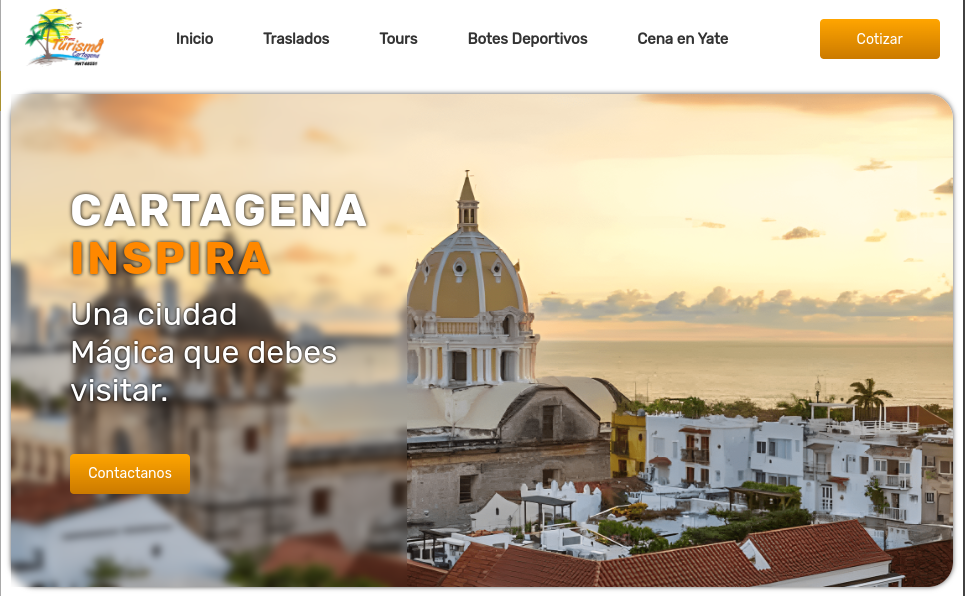 Trans
Turismo
Cartagena
Inicio
Traslados
Tours
Botes Deportivos
Cena en Yate
Cotizar
CARTAGENA
INSPIRA
Una ciudad
Mágica que debes
visitar.
Contactanos